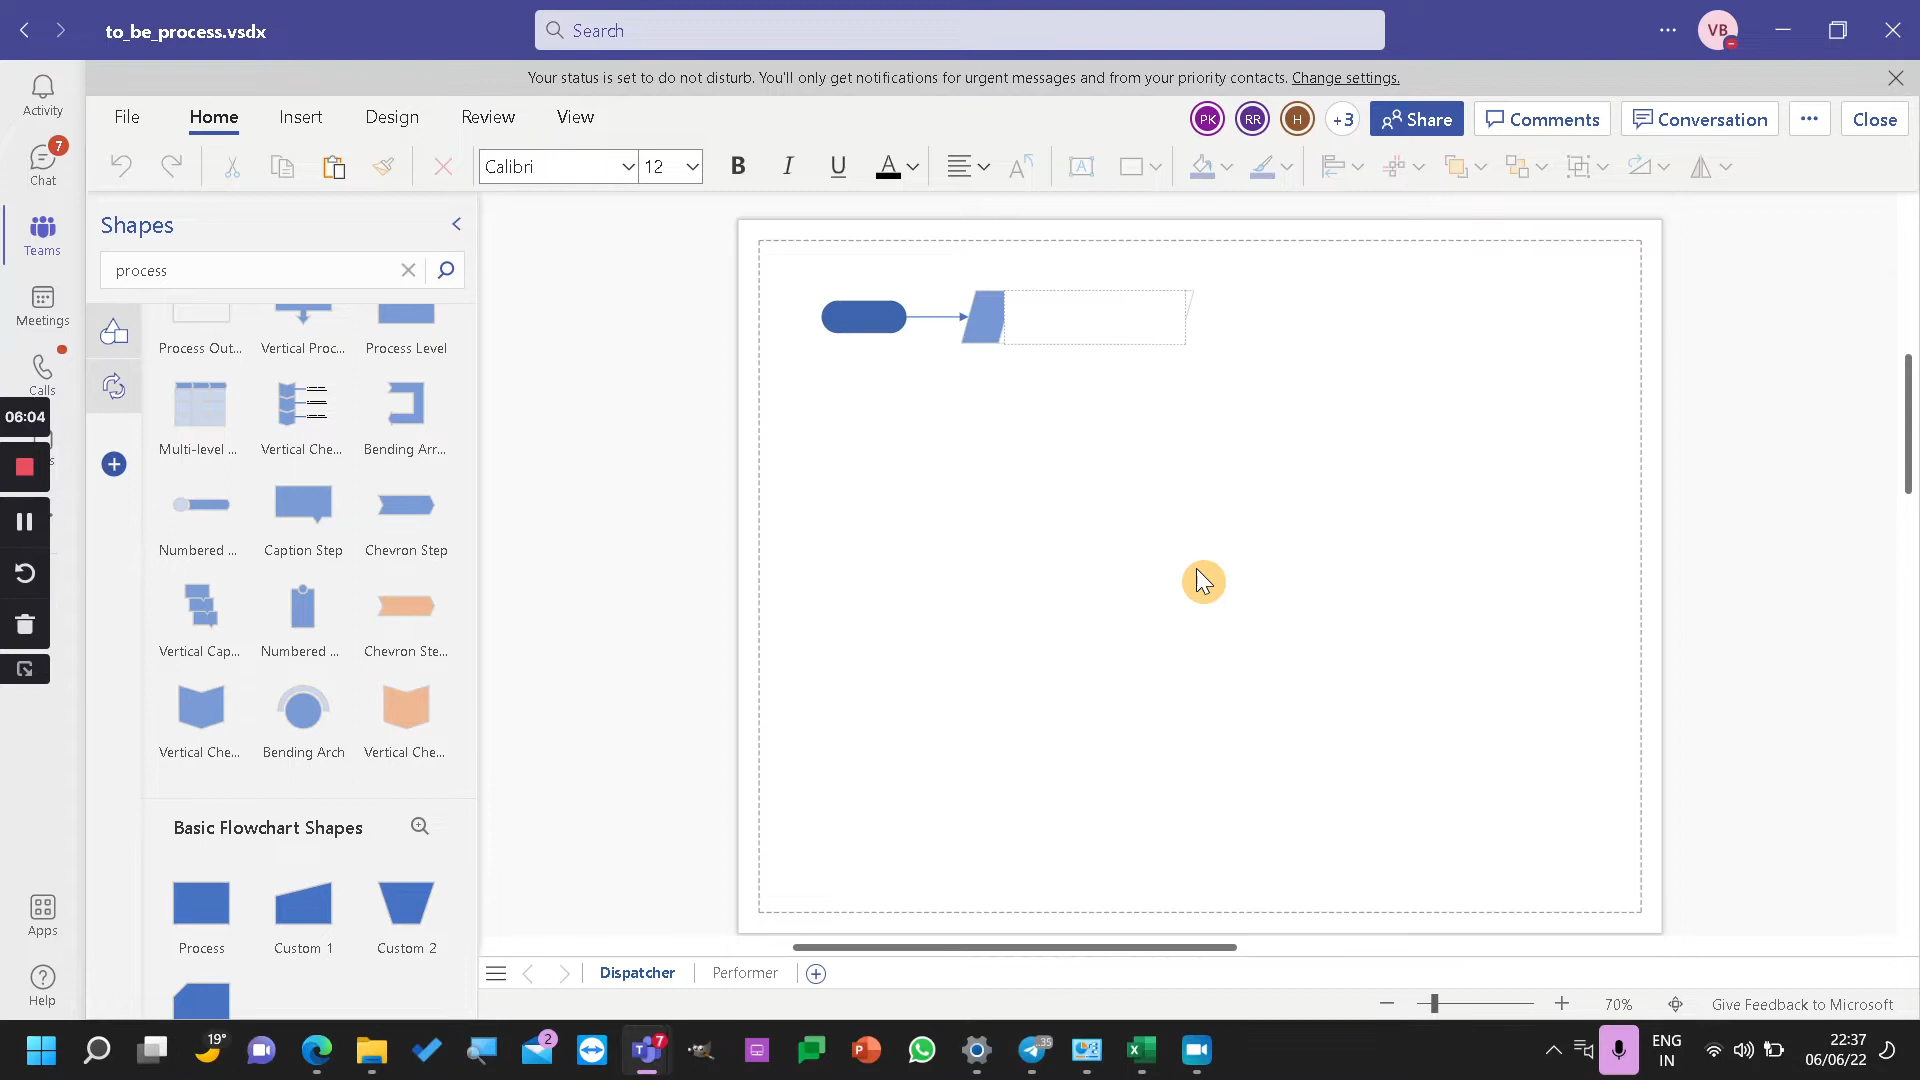 to_be_process.vsdx
Search
VB
Your status is set to do not disturb. You'll only get notifications for urgent messages and from your priority contacts. Change settings.
Activity
File Home Insert Design Review View
PK RR H +3 Share Comments Conversation ... Close
7
Chat
Calibri 12 B I U A
Teams
Shapes
process
Meetings
Process Out... Vertical Proc... Process Level
Calls
06:04
Multi-level ... Vertical Che... Bending Arr...
Numbered ... Caption Step Chevron Step
Vertical Cap... Numbered ... Chevron Ste...
Vertical Che... Bending Arch Vertical Che...
Basic Flowchart Shapes
Apps
Process Custom 1 Custom 2
Dispatcher Performer
Help
70% Give Feedback to Microsoft
19° 2 7 35
ENG
IN
22:37
06/06/22